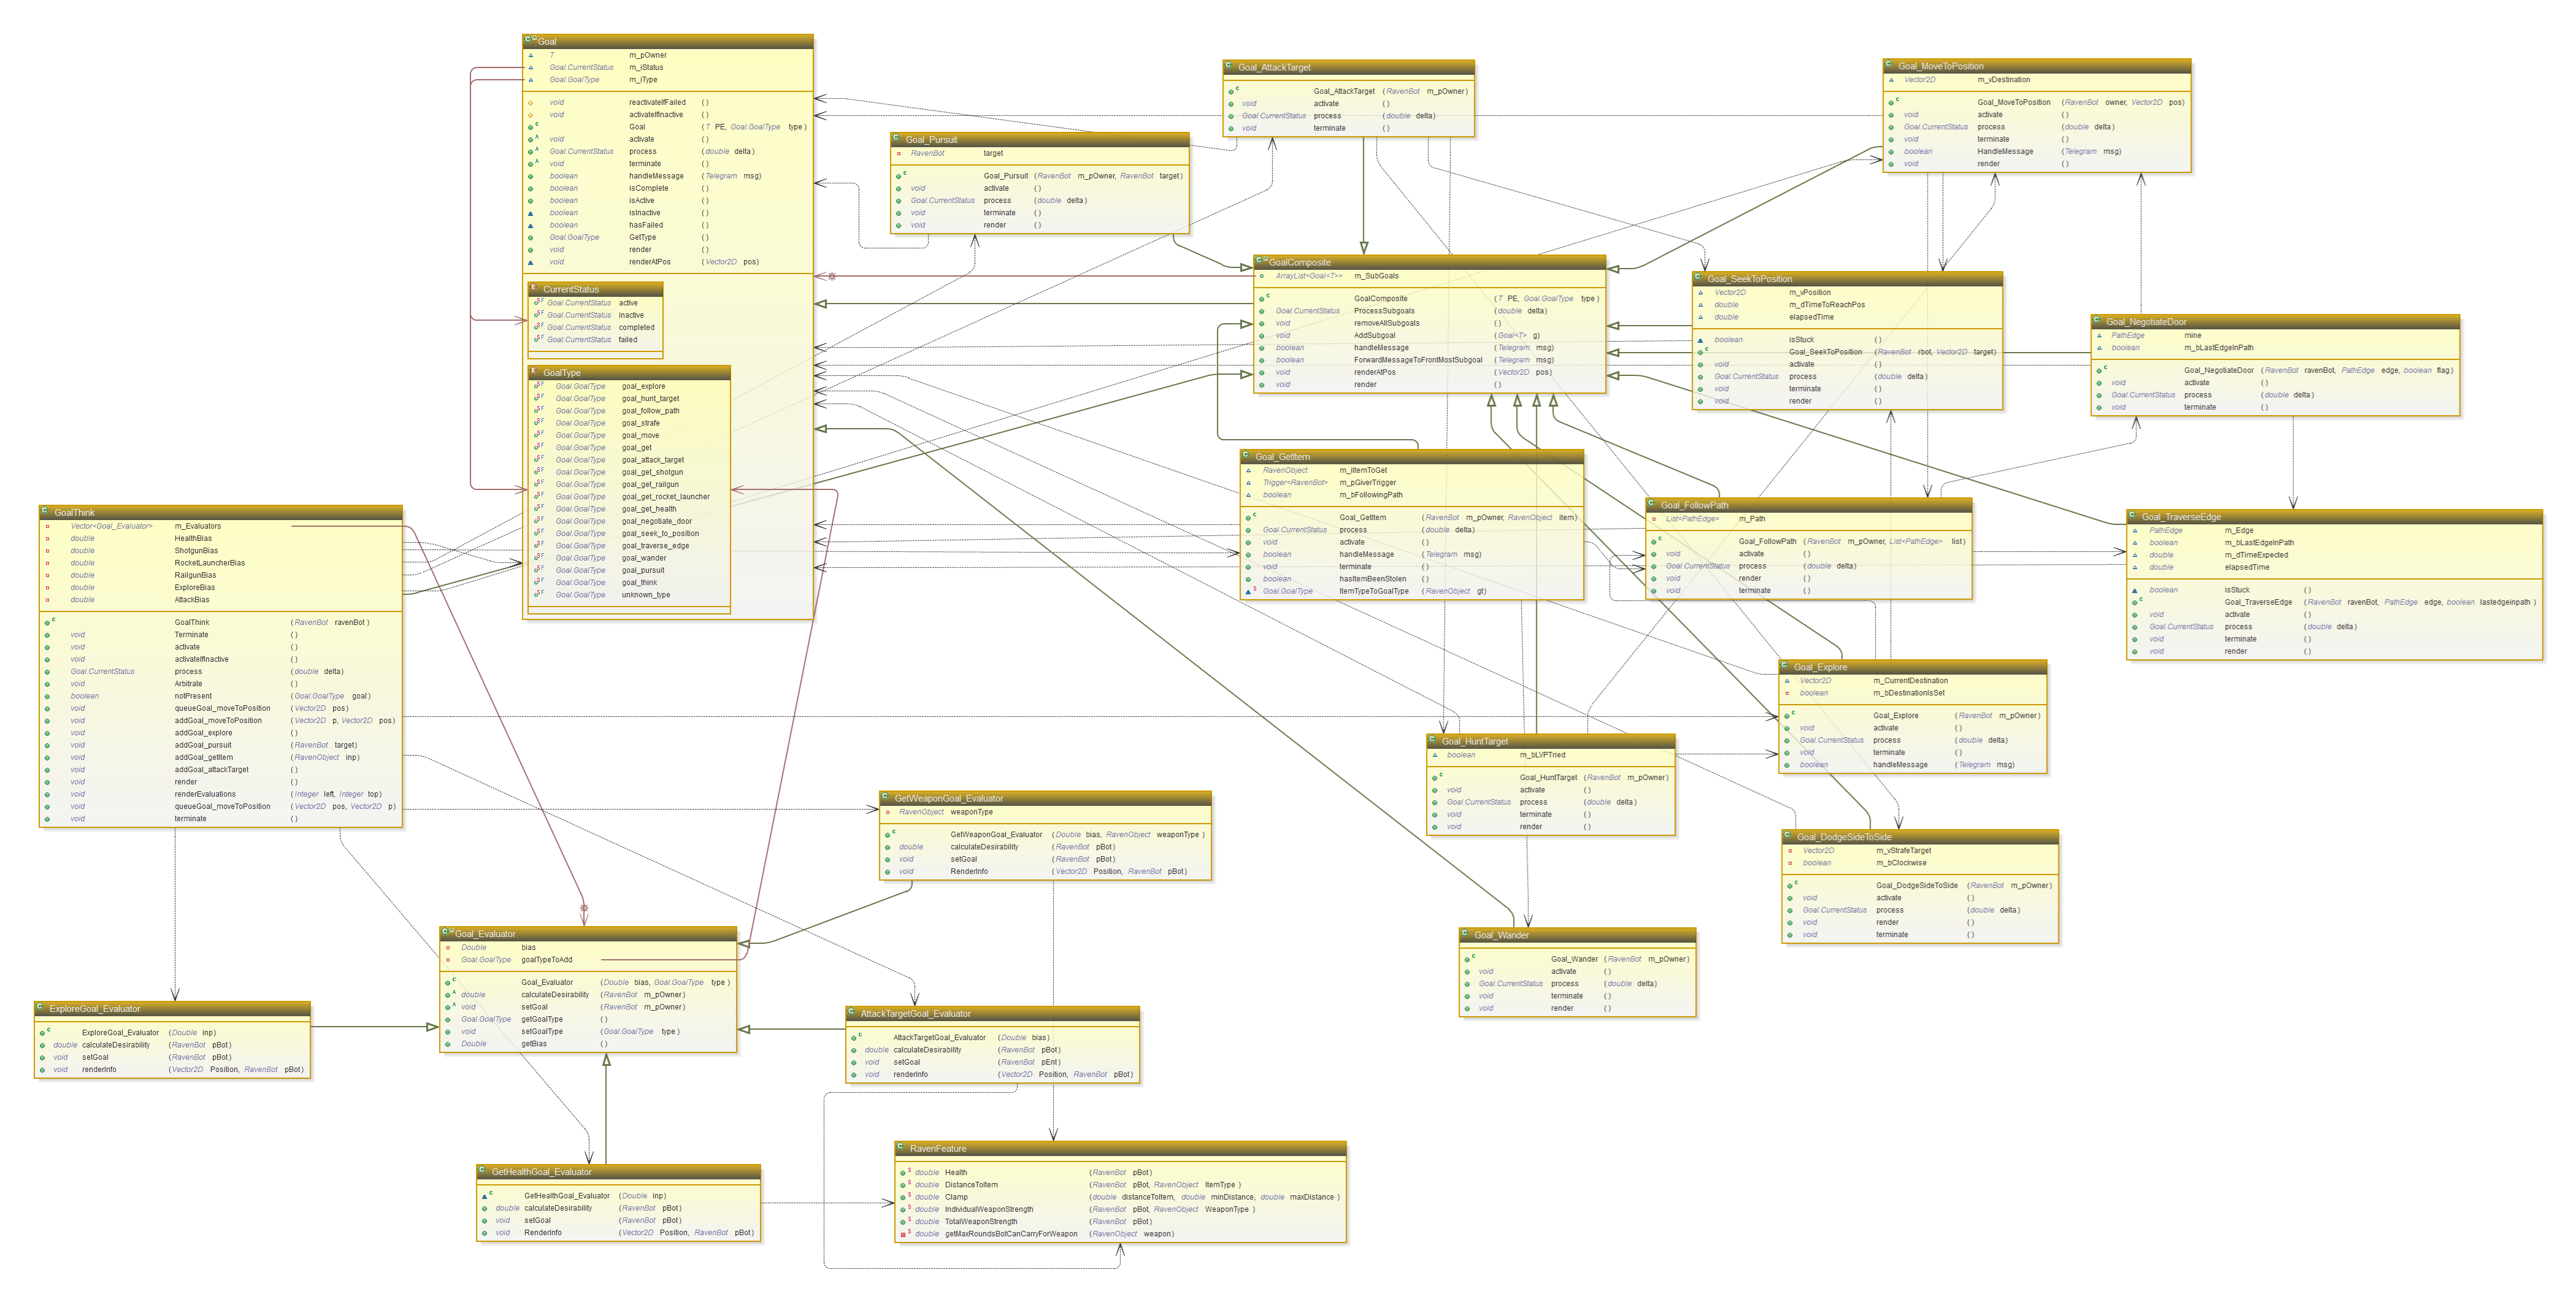 Goal
T m_pOwner
Goal.CurrentStatus m_iStatus
Goal.GoalType m_iType
void reactivateIfFailed ()
void activateIfInactive ()
Goal (T PE, Goal.GoalType type)
void activate ()
Goal.CurrentStatus process (double delta)
void terminate ()
boolean handleMessage (Telegram msg)
boolean isComplete ()
boolean isActive ()
boolean isInactive ()
boolean hasFailed ()
Goal.GoalType GetType ()
void render ()
void renderAtPos (Vector2D pos)
CurrentStatus
Goal.CurrentStatus active
Goal.CurrentStatus inactive
Goal.CurrentStatus completed
Goal.CurrentStatus failed
GoalType
Goal.GoalType goal_explore
Goal.GoalType goal_hunt_target
Goal.GoalType goal_follow_path
Goal.GoalType goal_strafe
Goal.GoalType goal_move
Goal.GoalType goal_get
Goal.GoalType goal_attack_target
Goal.GoalType goal_get_shotgun
Goal.GoalType goal_get_railgun
Goal.GoalType goal_get_rocket_launcher
Goal.GoalType goal_get_health
Goal.GoalType goal_negotiate_door
Goal.GoalType goal_seek_to_position
Goal.GoalType goal_traverse_edge
Goal.GoalType goal_wander
Goal.GoalType goal_pursuit
Goal.GoalType goal_think
Goal.GoalType unknown_type
Goal_Pursuit
RavenBot target
Goal_Pursuit (RavenBot m_pOwner, RavenBot target)
void activate ()
Goal.CurrentStatus process (double delta)
void terminate ()
void render ()
Goal_AttackTarget
Goal_AttackTarget (RavenBot m_pOwner)
void activate ()
Goal.CurrentStatus process (double delta)
void terminate ()
Goal_MoveToPosition
Vector2D m_vDestination
Goal_MoveToPosition (RavenBot owner, Vector2D pos)
void activate ()
Goal.CurrentStatus process (double delta)
void terminate ()
boolean HandleMessage (Telegram msg)
void render ()
GoalComposite
ArrayList<Goal<T>> m_SubGoals
GoalComposite (T PE, Goal.GoalType type)
Goal.CurrentStatus ProcessSubgoals (double delta)
void removeAllSubgoals ()
void AddSubgoal (Goal<T> g)
boolean handleMessage (Telegram msg)
boolean ForwardMessageToFrontMostSubgoal (Telegram msg)
void renderAtPos (Vector2D pos)
void render ()
Goal_SeekToPosition
Vector2D m_vPosition
double m_dTimeToReachPos
double elapsedTime
boolean isStuck ()
Goal_SeekToPosition (RavenBot rbot, Vector2D target)
void activate ()
Goal.CurrentStatus process (double delta)
void terminate ()
void render ()
Goal_NegotiateDoor
PathEdge mine
boolean m_bLastEdgeInPath
Goal_NegotiateDoor (RavenBot ravenBot, PathEdge edge, boolean flag)
void activate ()
Goal.CurrentStatus process (double delta)
void terminate ()
Goal_GetItem
RavenObject m_iItemToGet
Trigger<RavenBot> m_pGiverTrigger
boolean m_bFollowingPath
Goal_GetItem (RavenBot m_pOwner, RavenObject item)
Goal.CurrentStatus process (double delta)
void activate ()
boolean handleMessage (Telegram msg)
void terminate ()
boolean hasItemBeenStolen ()
Goal.GoalType ItemTypeToGoalType (RavenObject gt)
Goal_FollowPath
List<PathEdge> m_Path
Goal_FollowPath (RavenBot m_pOwner, List<PathEdge> list)
void activate ()
Goal.CurrentStatus process (double delta)
void render ()
void terminate ()
Goal_TraverseEdge
PathEdge m_Edge
boolean m_bLastEdgeInPath
double m_dTimeExpected
double elapsedTime
boolean isStuck ()
Goal_TraverseEdge (RavenBot ravenBot, PathEdge edge, boolean lastedgeinpath)
void activate ()
Goal.CurrentStatus process (double delta)
void terminate ()
void render ()
GoalThink
Vector<Goal_Evaluator> m_Evaluators
double HealthBias
double ShotgunBias
double RocketLauncherBias
double RailgunBias
double ExploreBias
double AttackBias
GoalThink (RavenBot ravenBot)
void Terminate ()
void activate ()
void activateIfInactive ()
Goal.CurrentStatus process (double delta)
void Arbitrate ()
boolean notPresent (Goal.GoalType goal)
void queueGoal_moveToPosition (Vector2D pos)
void addGoal_moveToPosition (Vector2D p, Vector2D pos)
void addGoal_explore ()
void addGoal_pursuit (RavenBot target)
void addGoal_getItem (RavenObject inp)
void addGoal_attackTarget ()
void render ()
void renderEvaluations (Integer left, Integer top)
void queueGoal_moveToPosition (Vector2D pos, Vector2D p)
void terminate ()
Goal_Explore
Vector2D m_CurrentDestination
boolean m_bDestinationIsSet
Goal_Explore (RavenBot m_pOwner)
void activate ()
Goal.CurrentStatus process (double delta)
void terminate ()
boolean handleMessage (Telegram msg)
Goal_HuntTarget
boolean m_bLVPTried
Goal_HuntTarget (RavenBot m_pOwner)
void activate ()
Goal.CurrentStatus process (double delta)
void terminate ()
void render ()
GetWeaponGoal_Evaluator
RavenObject weaponType
GetWeaponGoal_Evaluator (Double bias, RavenObject weaponType)
double calculateDesirability (RavenBot pBot)
void setGoal (RavenBot pBot)
void RenderInfo (Vector2D Position, RavenBot pBot)
Goal_DodgeSideToSide
Vector2D m_vStrafeTarget
boolean m_bClockwise
Goal_DodgeSideToSide (RavenBot m_pOwner)
void activate ()
Goal.CurrentStatus process (double delta)
void render ()
void terminate ()
Goal_Evaluator
Double bias
Goal.GoalType goalTypeToAdd
Goal_Evaluator (Double bias, Goal.GoalType type)
double calculateDesirability (RavenBot m_pOwner)
void setGoal (RavenBot m_pOwner)
Goal.GoalType getGoalType ()
void setGoalType (Goal.GoalType type)
Double getBias ()
Goal_Wander
Goal_Wander (RavenBot m_pOwner)
void activate ()
Goal.CurrentStatus process (double delta)
void terminate ()
void render ()
ExploreGoal_Evaluator
ExploreGoal_Evaluator (Double inp)
double calculateDesirability (RavenBot pBot)
void setGoal (RavenBot pBot)
void renderInfo (Vector2D Position, RavenBot pBot)
AttackTargetGoal_Evaluator
AttackTargetGoal_Evaluator (Double bias)
double calculateDesirability (RavenBot pBot)
void setGoal (RavenBot pEnt)
void renderInfo (Vector2D Position, RavenBot pBot)
GetHealthGoal_Evaluator
GetHealthGoal_Evaluator (Double inp)
double calculateDesirability (RavenBot pBot)
void setGoal (RavenBot pBot)
void RenderInfo (Vector2D Position, RavenBot pBot)
RavenFeature
double Health (RavenBot pBot)
double DistanceToItem (RavenBot pBot, RavenObject ItemType)
double Clamp (double distanceToItem, double minDistance, double maxDistance)
double IndividualWeaponStrength (RavenBot pBot, RavenObject WeaponType)
double TotalWeaponStrength (RavenBot pBot)
double getMaxRoundsBotCanCarryForWeapon (RavenObject weapon)